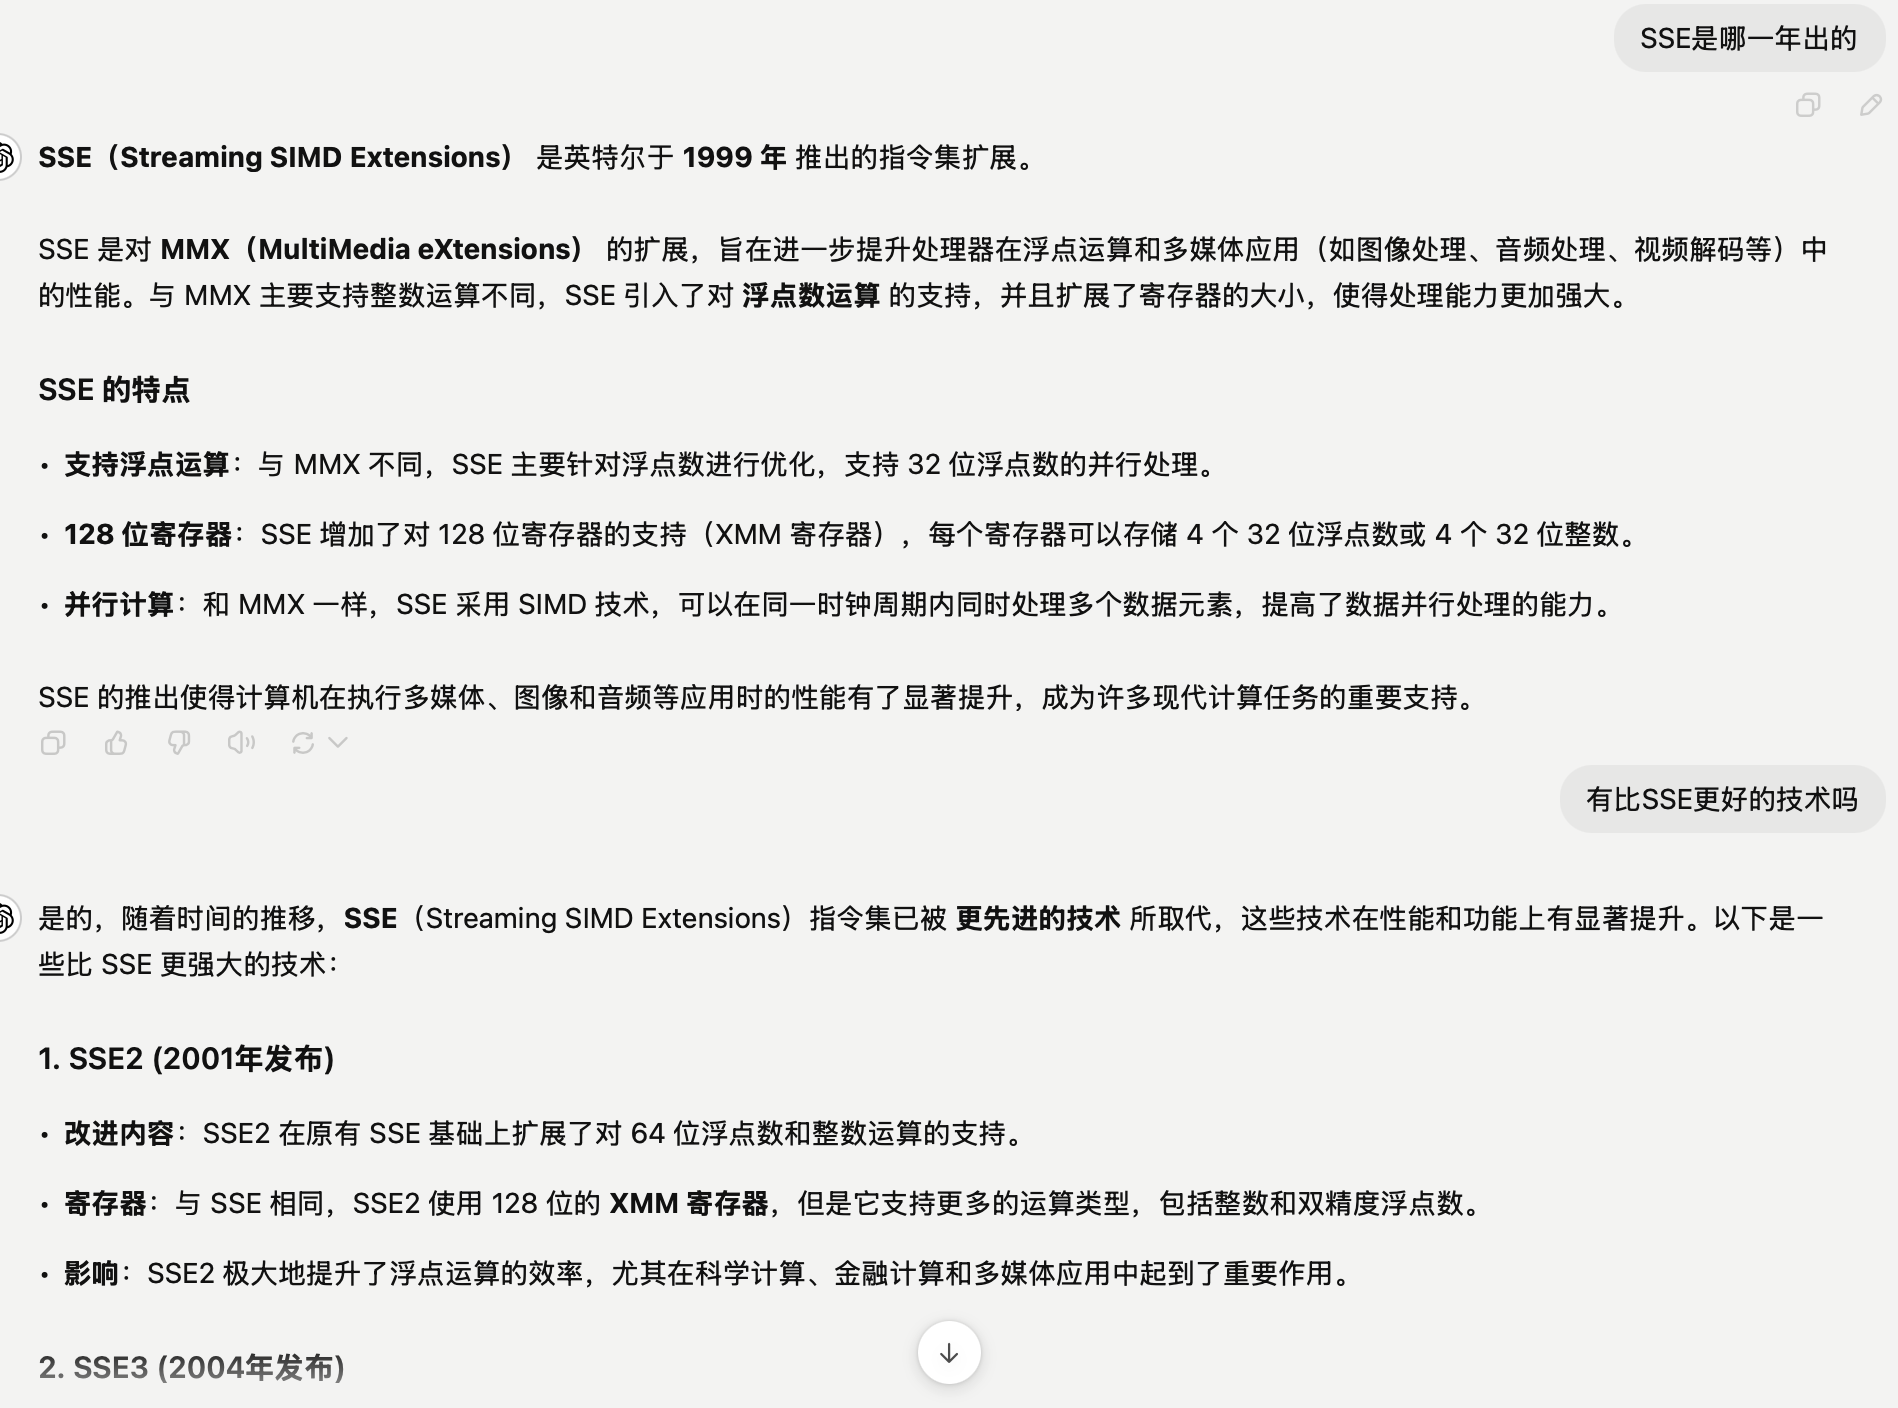 SSE是哪一年出的
SSE（Streaming SIMD Extensions） 是英特尔于 1999 年 推出的指令集扩展。
SSE 是对 MMX（MultiMedia eXtensions） 的扩展，旨在进一步提升处理器在浮点运算和多媒体应用（如图像处理、音频处理、视频解码等）中
的性能。与 MMX 主要支持整数运算不同，SSE 引入了对 浮点数运算 的支持，并且扩展了寄存器的大小，使得处理能力更加强大。
SSE 的特点
• 支持浮点运算：与 MMX 不同，SSE 主要针对浮点数进行优化，支持 32 位浮点数的并行处理。
• 128 位寄存器：SSE 增加了对 128 位寄存器的支持（XMM 寄存器），每个寄存器可以存储 4 个 32 位浮点数或 4 个 32 位整数。
• 并行计算：和 MMX 一样，SSE 采用 SIMD 技术，可以在同一时钟周期内同时处理多个数据元素，提高了数据并行处理的能力。
SSE 的推出使得计算机在执行多媒体、图像和音频等应用时的性能有了显著提升，成为许多现代计算任务的重要支持。
有比SSE更好的技术吗
是的，随着时间的推移，SSE（Streaming SIMD Extensions）指令集已被 更先进的技术 所取代，这些技术在性能和功能上有显著提升。以下是一
些比 SSE 更强大的技术：
1. SSE2 (2001年发布)
• 改进内容：SSE2 在原有 SSE 基础上扩展了对 64 位浮点数和整数运算的支持。
• 寄存器：与 SSE 相同，SSE2 使用 128 位的 XMM 寄存器，但是它支持更多的运算类型，包括整数和双精度浮点数。
• 影响：SSE2 极大地提升了浮点运算的效率，尤其在科学计算、金融计算和多媒体应用中起到了重要作用。
2. SSE3 (2004年发布)